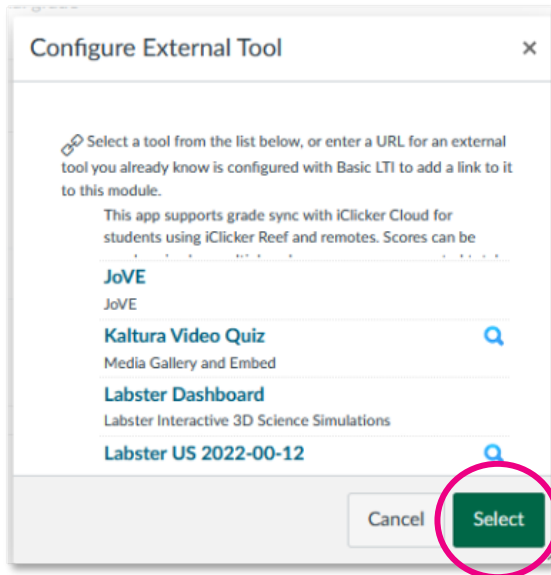 Configure External Tool
Select a tool from the list below, or enter a URL for an external
tool you already know is configured with Basic LTI to add a link to it
to this module.
This app supports grade sync with iClicker Cloud for
students using iClicker Reef and remotes. Scores can be
JoVE
JoVE
Kaltura Video Quiz
Media Gallery and Embed
Labster Dashboard
Labster Interactive 3D Science Simulations
Labster US 2022-00-12
Cancel Select